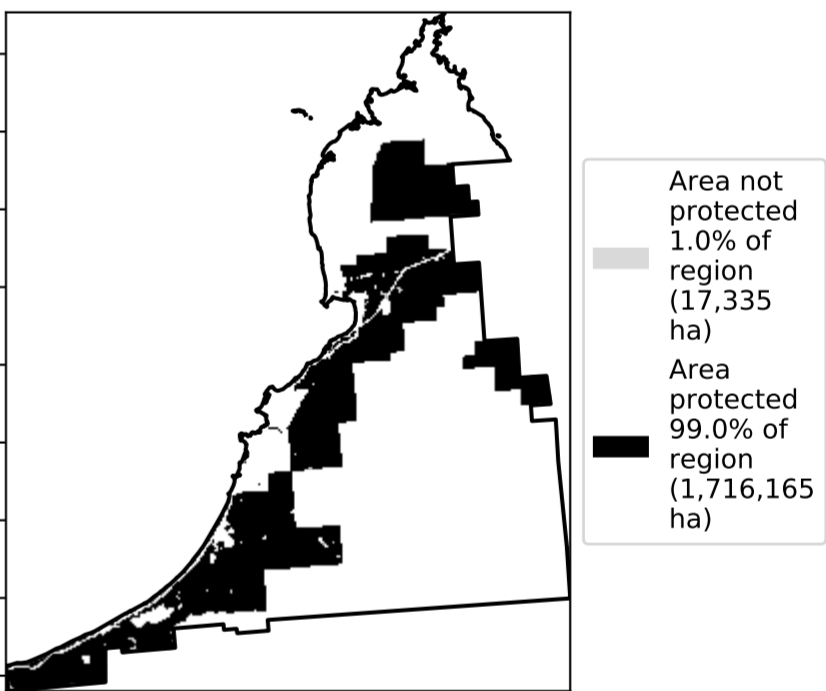 Area not
protected
1.0% of
region
(17,335
ha)
Area
protected
99.0% of
region
(1,716,165
ha)